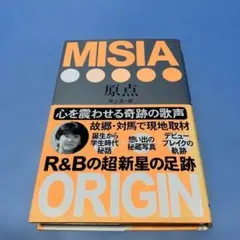 MISIA
原点
心を震わせる奇跡の歌声
故郷・対馬で現地取材
誕生から
学生時代
秘話
想い出の
秘蔵写真
デビュー
ブレイクの
軌跡
R&Bの超新星の足跡
ORIGIN